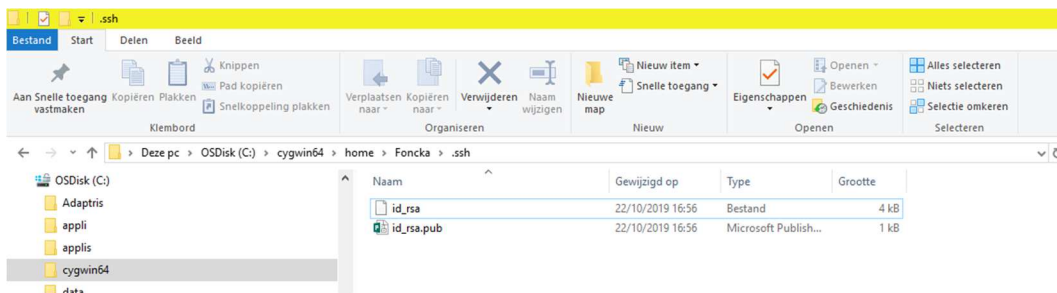 .ssh
Bestand Start Delen Beeld
Aan Snelle toegang vastmaken
Kopiëren
Plakken
Knippen
Pad kopiëren
Snelkoppeling plakken
Klembord
Verplaatsen naar
Kopiëren naar
Verwijderen
Naam wijzigen
Organiseren
Nieuwe map
Nieuw item
Snelle toegang
Nieuw
Eigenschappen
Openen
Bewerken
Geschiedenis
Openen
Alles selecteren
Niets selecteren
Selectie omkeren
Selecteren
Deze pc > OSDisk (C:) > cygwin64 > home > Foncka > .ssh
OSDisk (C:)
Adaptris
appli
applis
cygwin64
data
Naam Gewijzigd op Type Grootte
id_rsa 22/10/2019 16:56 Bestand 4 kB
id_rsa.pub 22/10/2019 16:56 Microsoft Publish... 1 kB